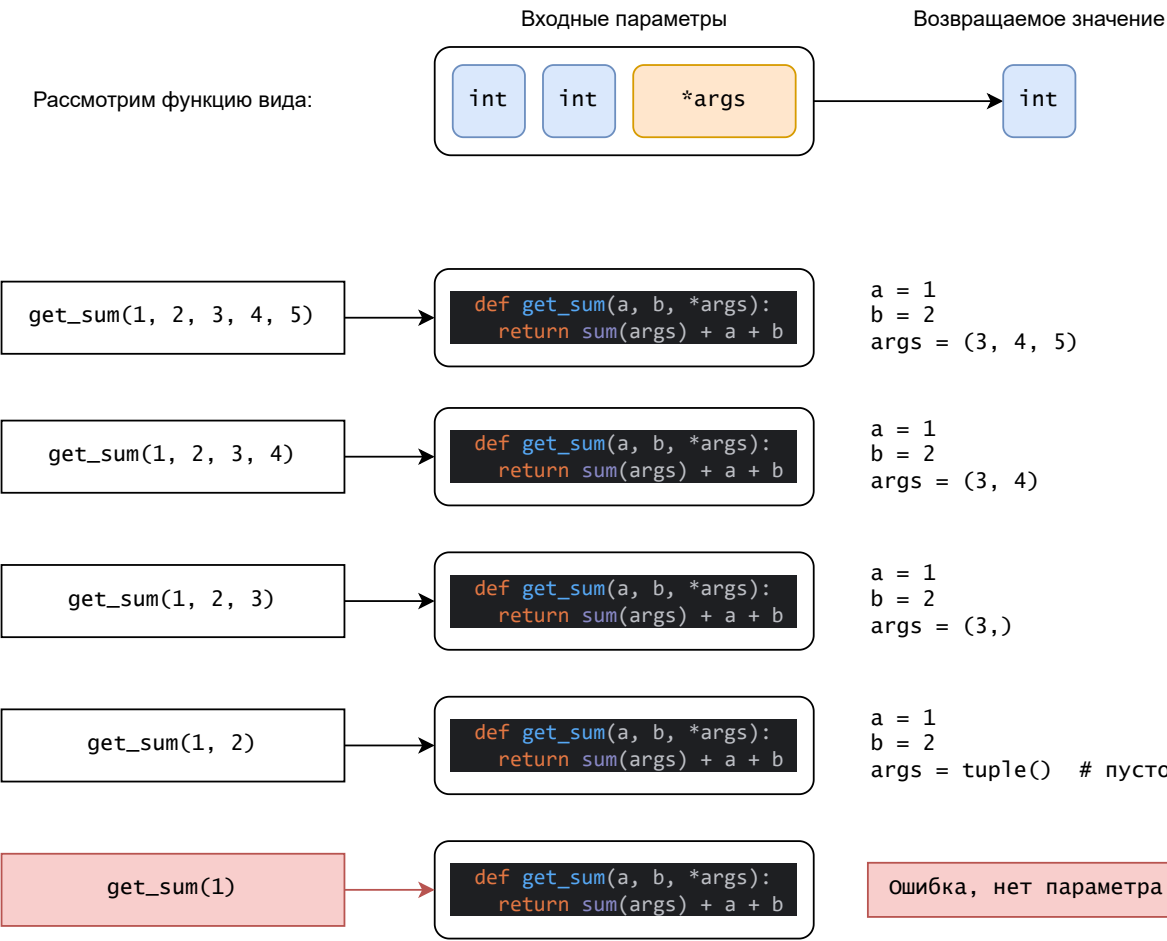 Входные параметры
Возвращаемое значение
Рассмотрим функцию вида:
int
int
*args
int
get_sum(1, 2, 3, 4, 5)
def get_sum(a, b, *args):
return sum(args) + a + b
a = 1
b = 2
args = (3, 4, 5)
get_sum(1, 2, 3, 4)
def get_sum(a, b, *args):
return sum(args) + a + b
a = 1
b = 2
args = (3, 4)
get_sum(1, 2, 3)
def get_sum(a, b, *args):
return sum(args) + a + b
a = 1
b = 2
args = (3,)
get_sum(1, 2)
def get_sum(a, b, *args):
return sum(args) + a + b
a = 1
b = 2
args = tuple()  #
get_sum(1)
def get_sum(a, b, *args):
return sum(args) + a + b
Ошибка, нет параметра